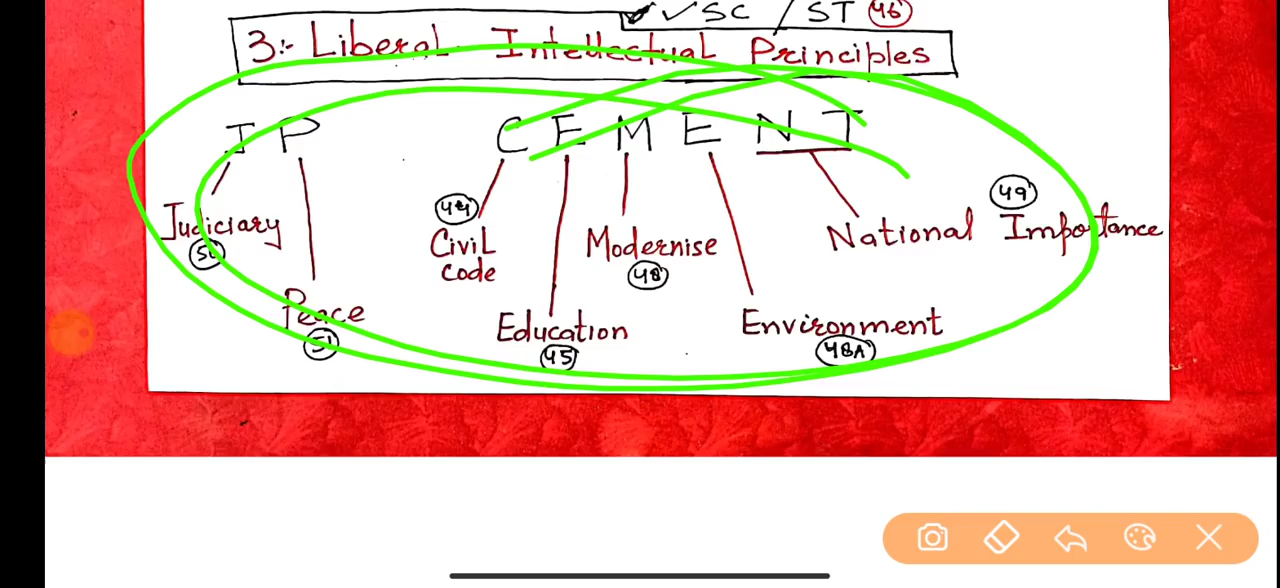 ✓ SC / ST 46
3:- Liberal Intellectual Principles
J P CEMENT
Judiciary 50
Peace 51
44 Civil code
Education 45
Modernise 48
Environment 48A
National Importance 49